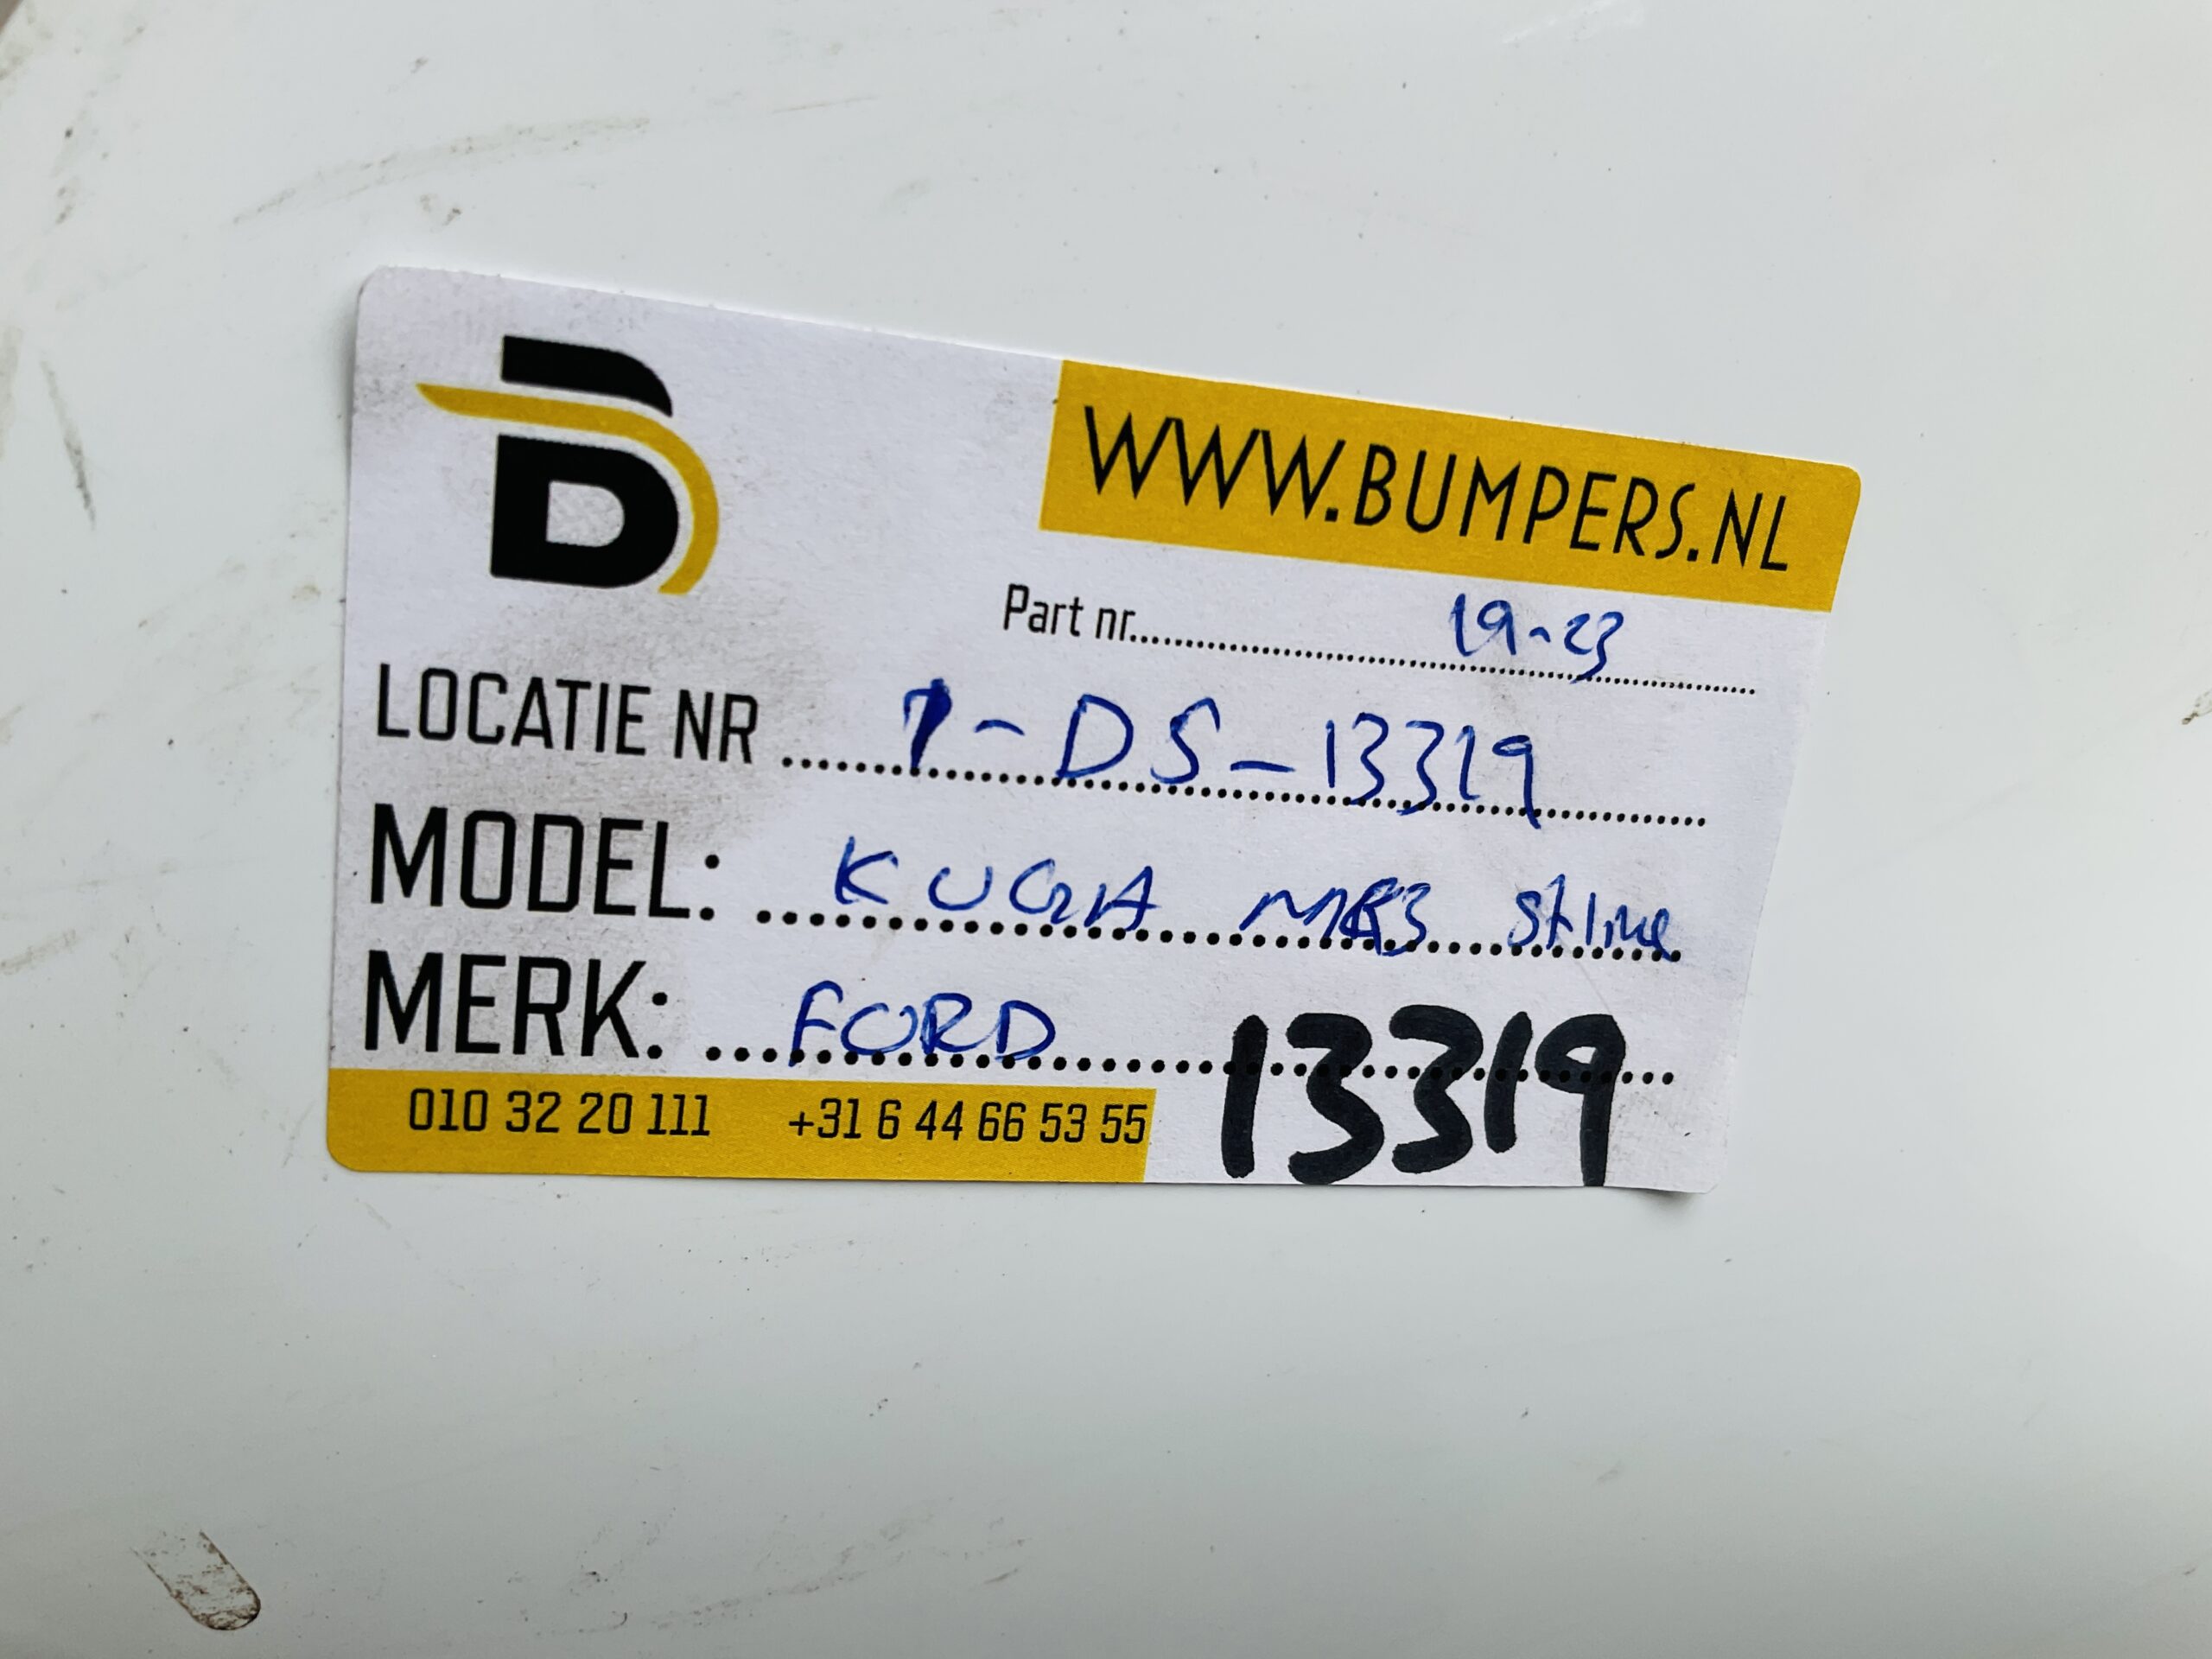 B
WWW.BUMPERS.NL
Part nr. 19-23
LOCATIE NR 1-DS-13319
MODEL: KUGA MK3 stline
MERK: FORD
13319
010 32 20 111 +31 6 44 66 53 55